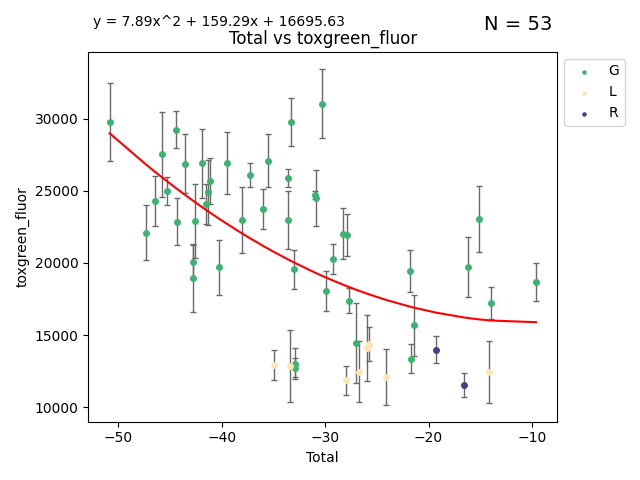 y = 7.89x^2 + 159.29x + 16695.63
N = 53
Total vs toxgreen_fluor
G
L
R
toxgreen_fluor
30000
25000
20000
15000
10000
−50
−40
−30
−20
−10
Total